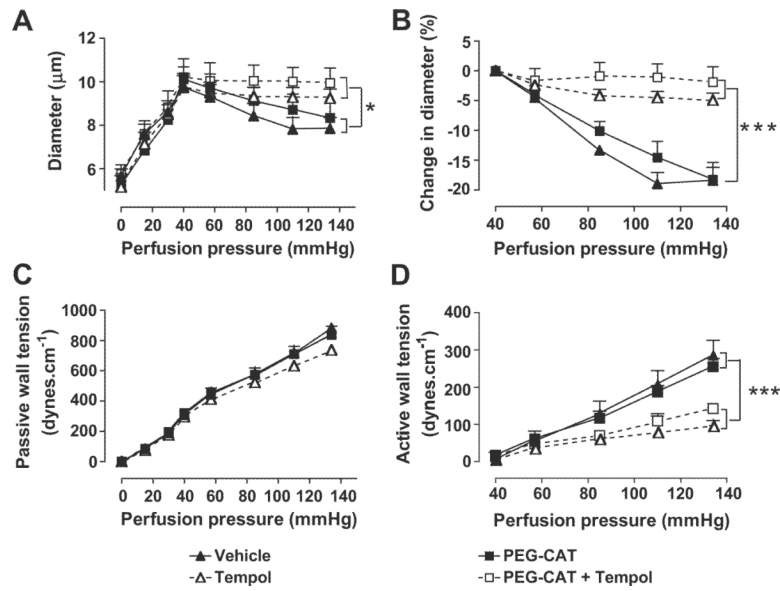 A
Diameter (μm)
12
10
8
6
0 20 40 60 80 100 120 140
Perfusion pressure (mmHg)
*
B
Change in diameter (%)
5
0
-5
-10
-15
-20
40 60 80 100 120 140
Perfusion pressure (mmHg)
***
C
Passive wall tension
(dynes.cm-1)
1000
800
600
400
200
0
0 20 40 60 80 100 120 140
Perfusion pressure (mmHg)
D
Active wall tension
(dynes.cm-1)
400
300
200
100
0
40 60 80 100 120 140
Perfusion pressure (mmHg)
***
Vehicle
Tempol
PEG-CAT
PEG-CAT + Tempol